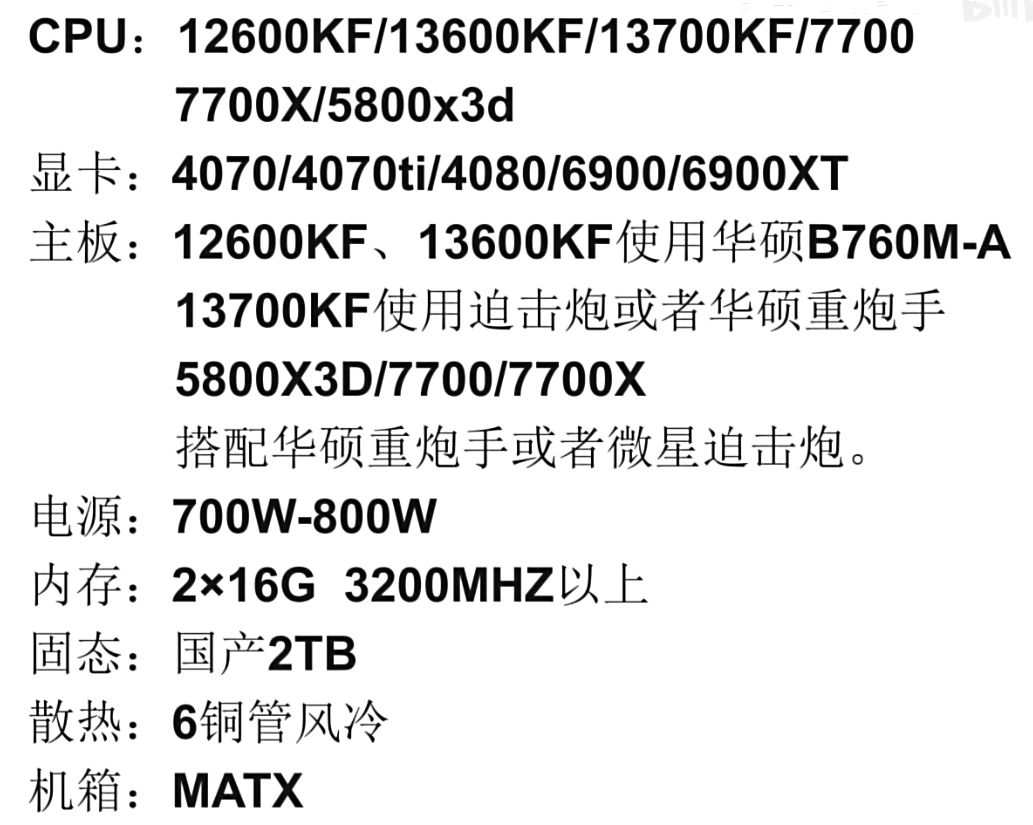 CPU：12600KF/13600KF/13700KF/7700
7700X/5800x3d
显卡：4070/4070ti/4080/6900/6900XT
主板：12600KF、13600KF使用华硕B760M-A
13700KF使用迫击炮或者华硕重炮手
5800X3D/7700/7700X
搭配华硕重炮手或者微星迫击炮。
电源：700W-800W
内存：2×16G 3200MHZ以上
固态：国产2TB
散热：6铜管风冷
机箱：MATX